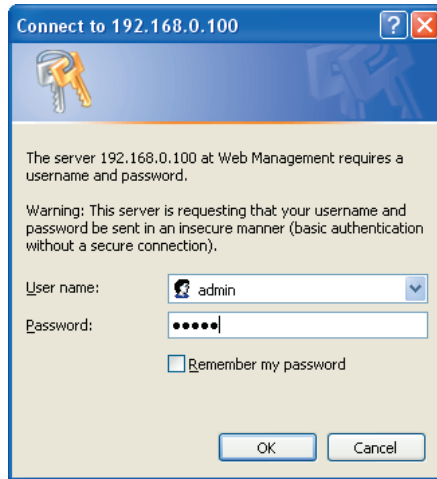 Connect to 192.168.0.100
The server 192.168.0.100 at Web Management requires a
username and password.
Warning: This server is requesting that your username and
password be sent in an insecure manner (basic authentication
without a secure connection).
User name: admin
Password: •••••
Remember my password
OK Cancel